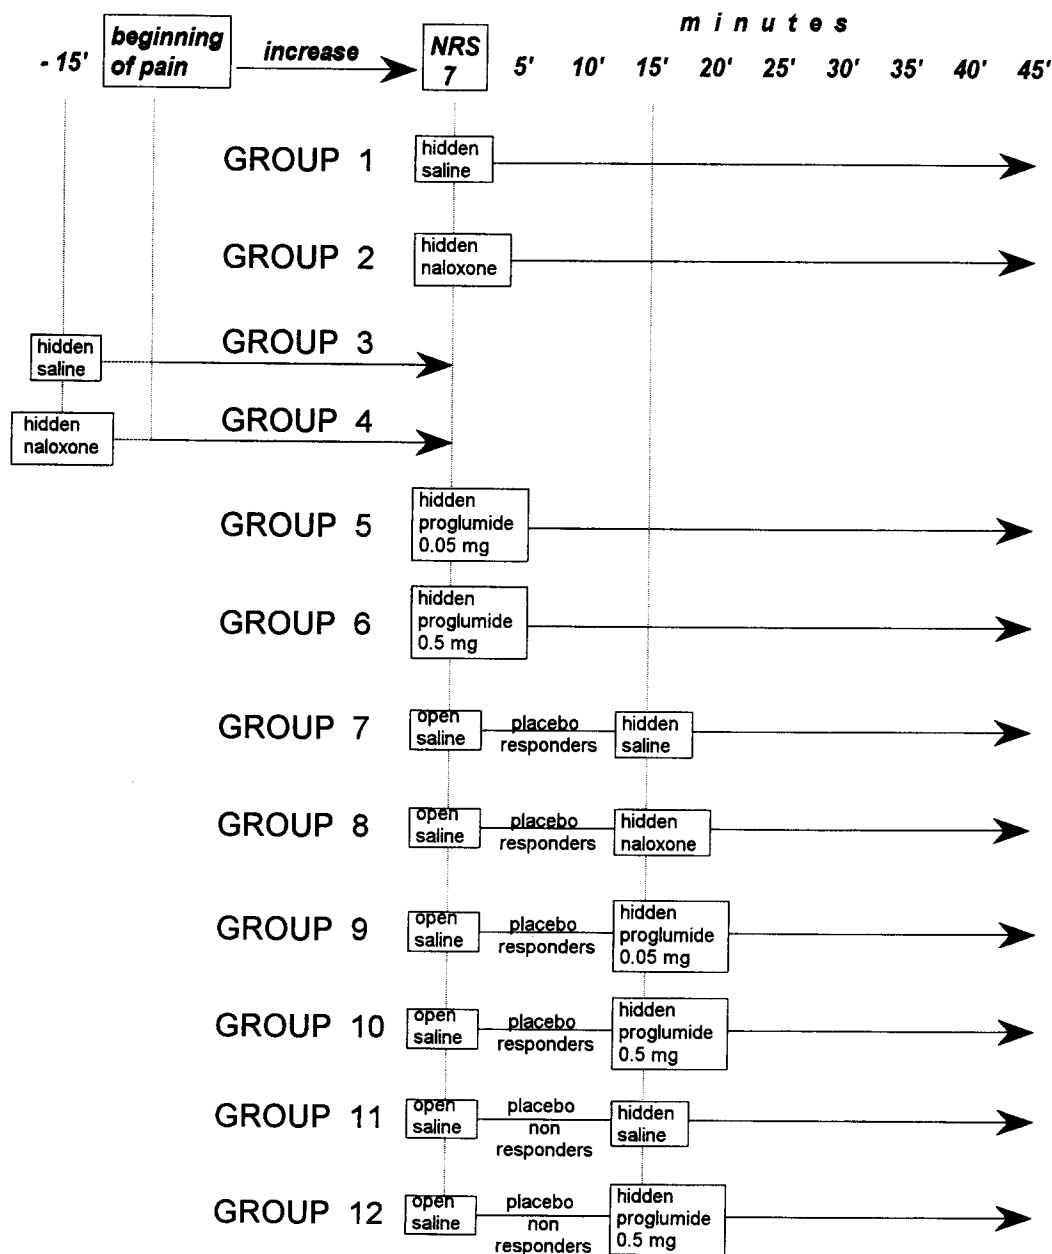 minutes
- 15'
beginning
of pain
increase
NRS
7
5' 10' 15' 20' 25' 30' 35' 40' 45'
GROUP 1
hidden
saline
GROUP 2
hidden
naloxone
GROUP 3
hidden
saline
GROUP 4
hidden
naloxone
GROUP 5
hidden
proglumide
0.05 mg
GROUP 6
hidden
proglumide
0.5 mg
GROUP 7
open
saline
placebo
responders
hidden
saline
GROUP 8
open
saline
placebo
responders
hidden
naloxone
GROUP 9
open
saline
placebo
responders
hidden
proglumide
0.05 mg
GROUP 10
open
saline
placebo
responders
hidden
proglumide
0.5 mg
GROUP 11
open
saline
placebo
non
responders
hidden
saline
GROUP 12
open
saline
placebo
non
responders
hidden
proglumide
0.5 mg